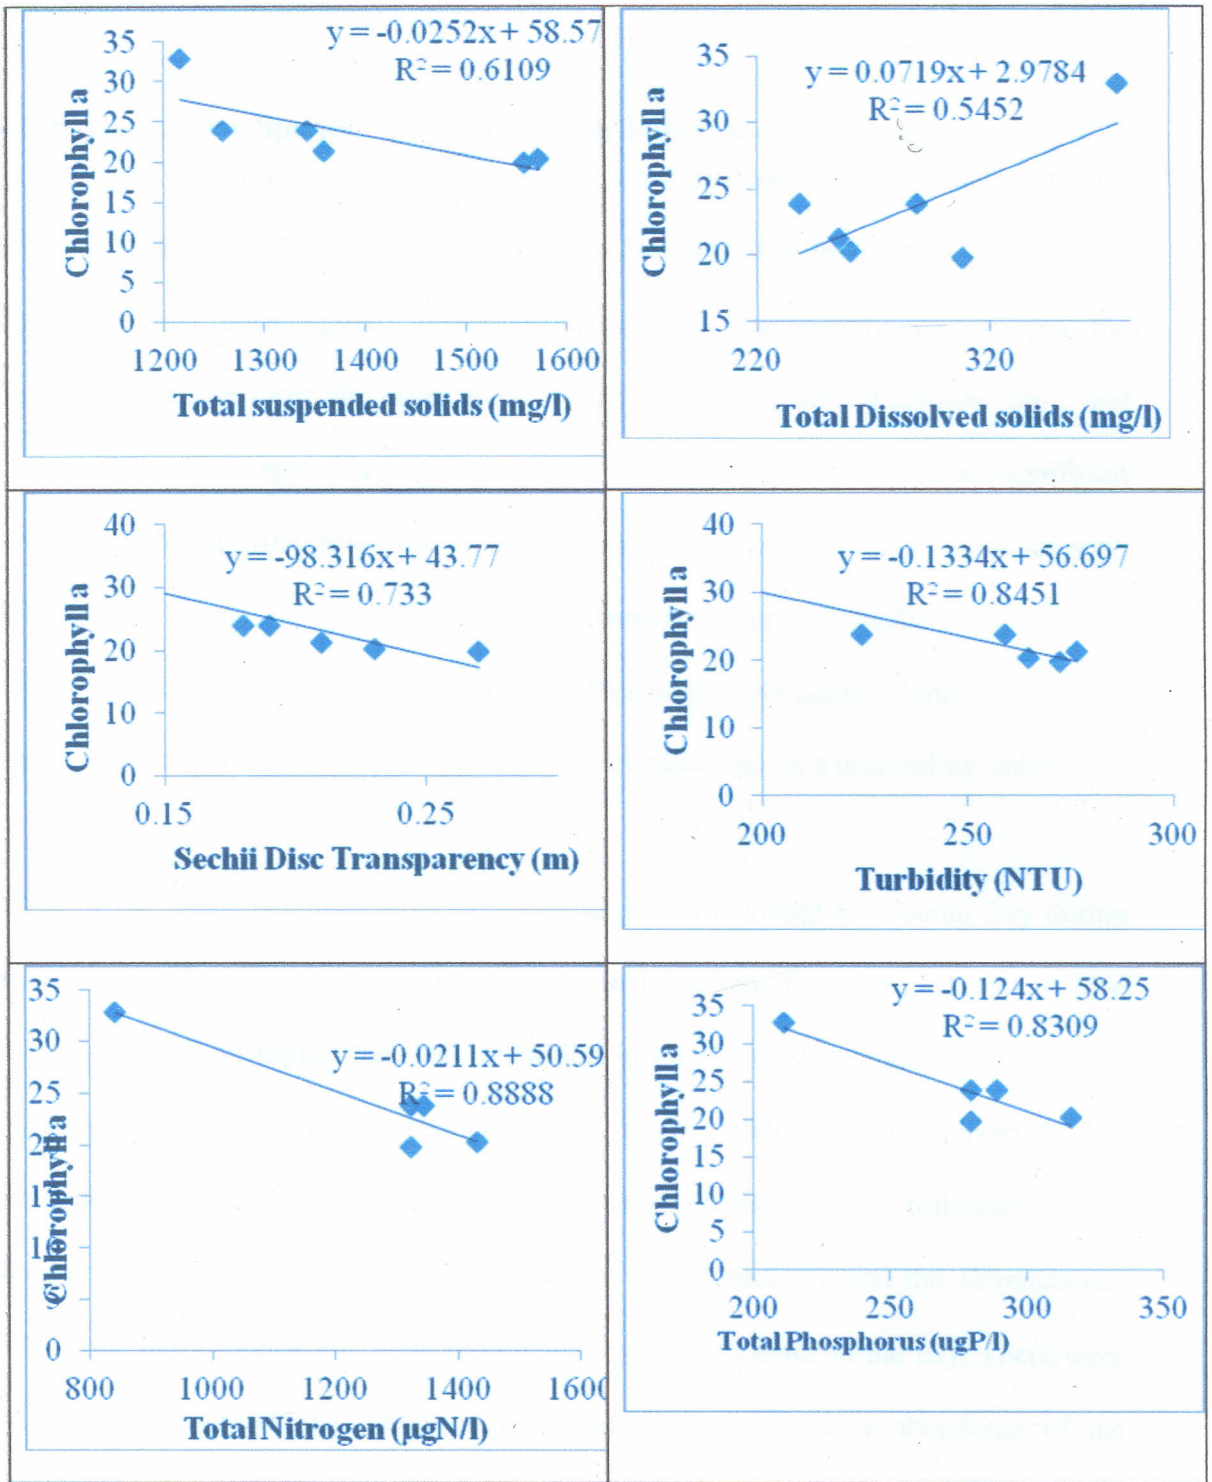 y = -0.0252x + 58.57
R² = 0.6109
Chlorophyll a
35
30
25
20
15
10
5
0
1200 1300 1400 1500 1600
Total suspended solids (mg/l)
y = 0.0719x + 2.9784
R² = 0.5452
Chlorophyll a
35
30
25
20
15
220 320
Total Dissolved solids (mg/l)
y = -98.316x + 43.77
R² = 0.733
Chlorophyll a
40
30
20
10
0
0.15 0.25
Sechii Disc Transparency (m)
y = -0.1334x + 56.697
R² = 0.8451
Chlorophyll a
40
30
20
10
0
200 250 300
Turbidity (NTU)
y = -0.0211x + 50.59
R² = 0.8888
Chlorophyll a
35
30
25
20
15
10
5
0
800 1000 1200 1400 1600
Total Nitrogen (µgN/l)
y = -0.124x + 58.25
R² = 0.8309
Chlorophyll a
35
30
25
20
15
10
5
0
200 250 300 350
Total Phosphorus (ugP/l)